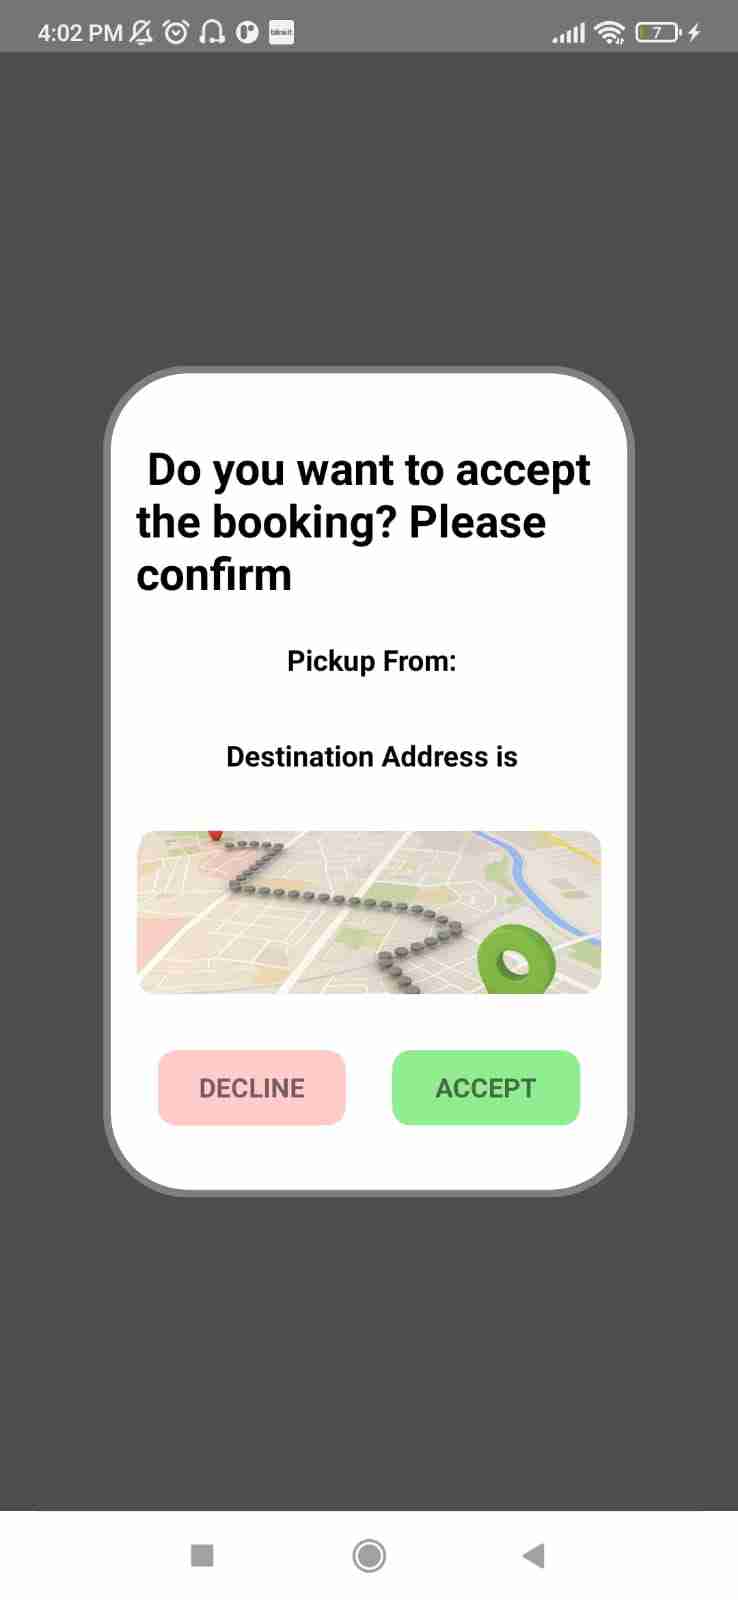 4:02 PM blinkit 7
Do you want to accept
the booking? Please
confirm
Pickup From:
Destination Address is
DECLINE ACCEPT